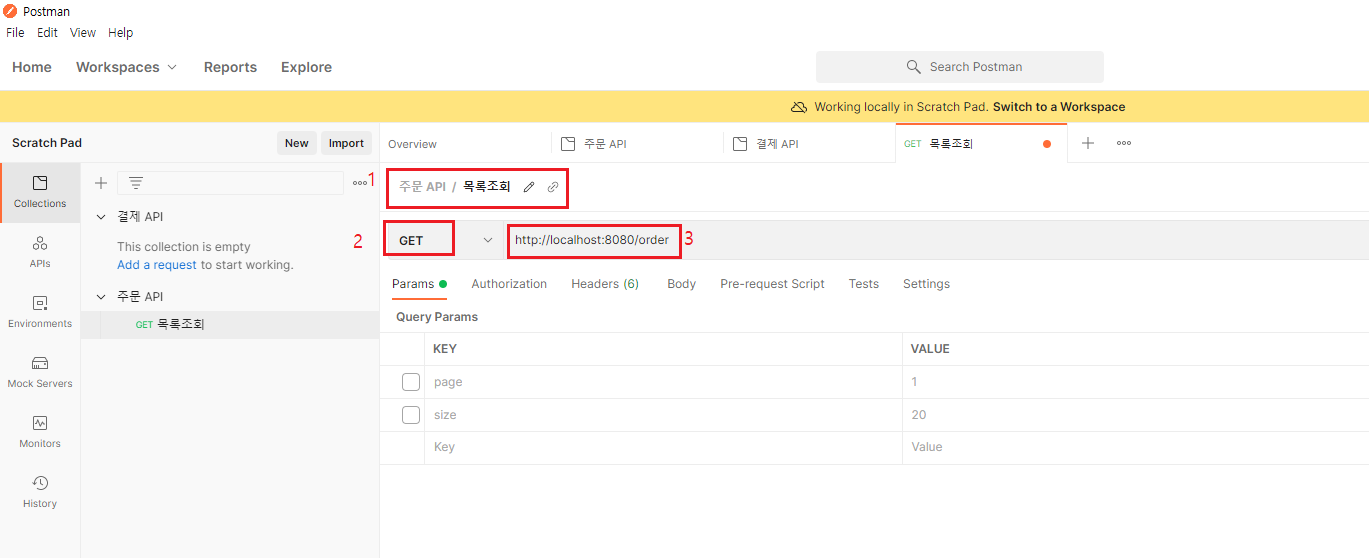 Postman
File Edit View Help
Home Workspaces Reports Explore Search Postman
Working locally in Scratch Pad. Switch to a Workspace
Scratch Pad New Import
Overview 주문 API 결제 API GET 목록조회
Collections
APIs
Environments
Mock Servers
Monitors
History
결제 API
This collection is empty
Add a request to start working.
주문 API
GET 목록조회
1
주문 API / 목록조회
2 GET http://localhost:8080/order 3
Params Authorization Headers (6) Body Pre-request Script Tests Settings
Query Params
KEY VALUE
page 1
size 20
Key Value